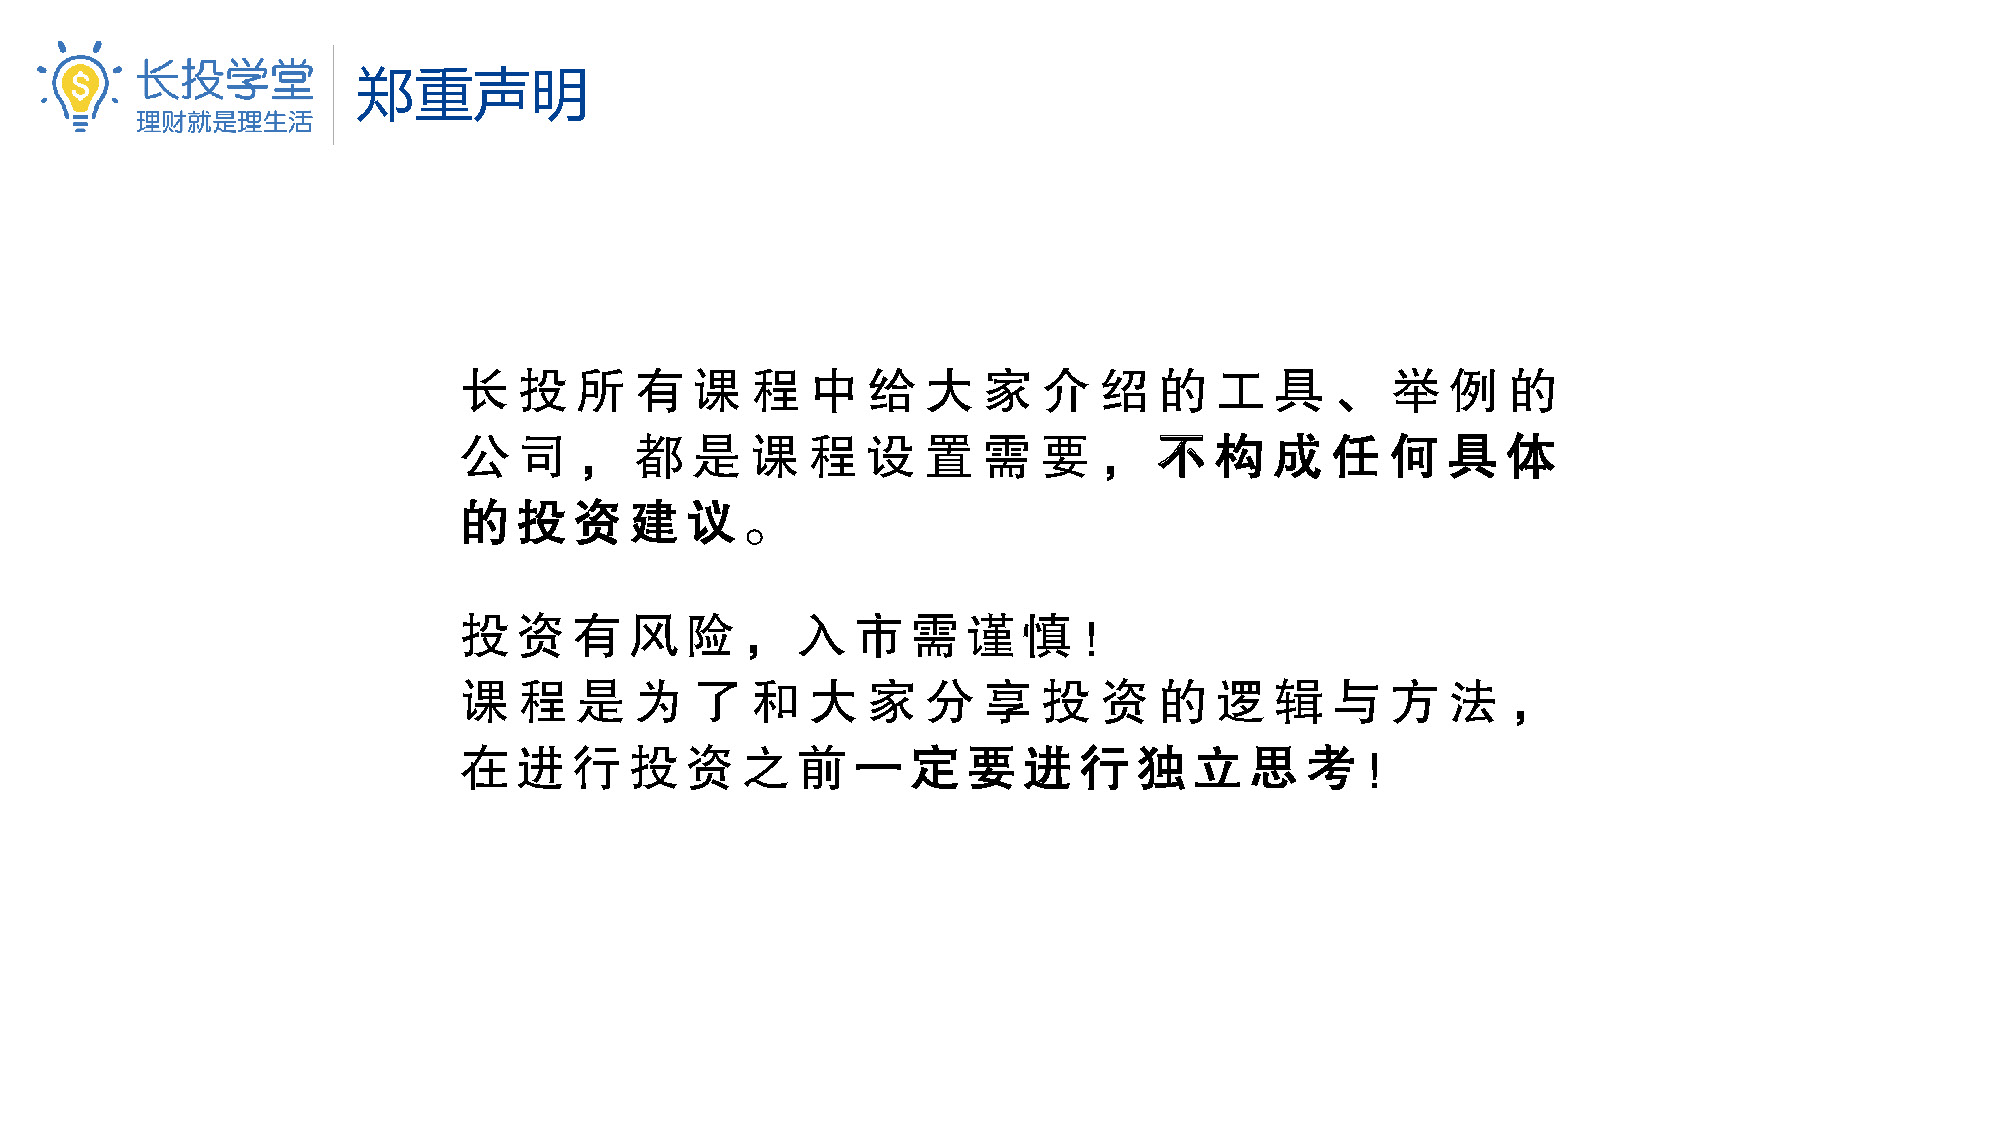 长投学堂
理财就是理生活
郑重声明
长投所有课程中给大家介绍的工具、举例的
公司，都是课程设置需要，不构成任何具体
的投资建议。
投资有风险，入市需谨慎！
课程是为了和大家分享投资的逻辑与方法，
在进行投资之前一定要进行独立思考！